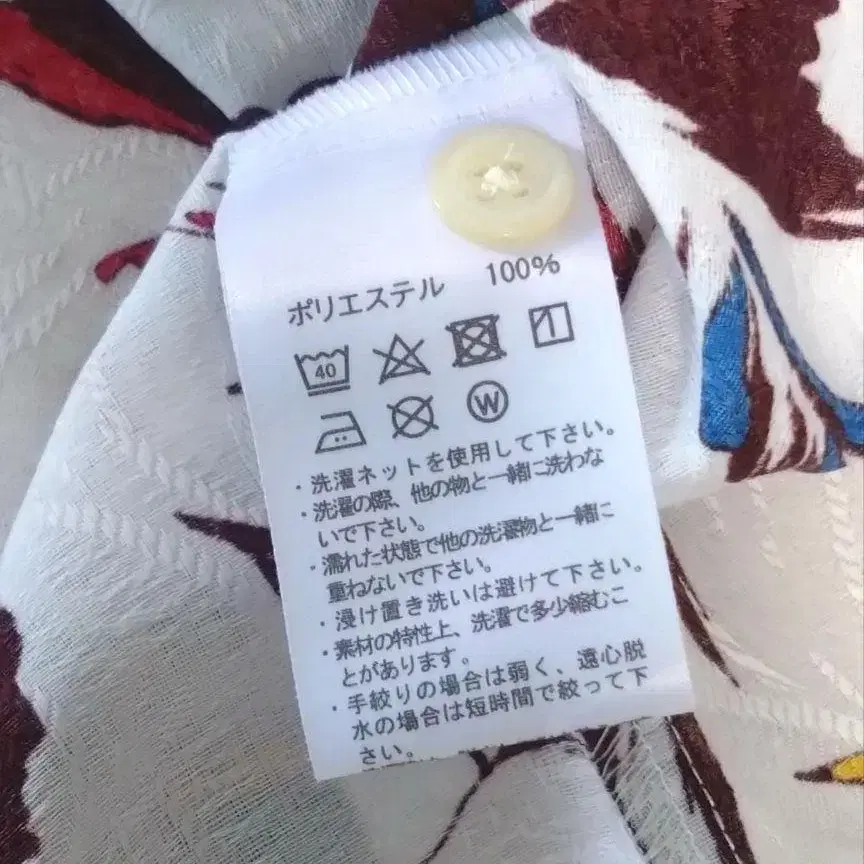 ポリエステル 100%
40
W
・洗濯ネットを使用して下さい。
・洗濯の際、他の物と一緒に洗わな
いで下さい。
・濡れた状態で他の洗濯物と一緒に
重ねないで下さい。
・浸け置き洗いは避けて下さい。
・素材の特性上、洗濯で多少縮むこ
とがあります。
・手絞りの場合は弱く、遠心脱
水の場合は短時間で絞って下
さい。